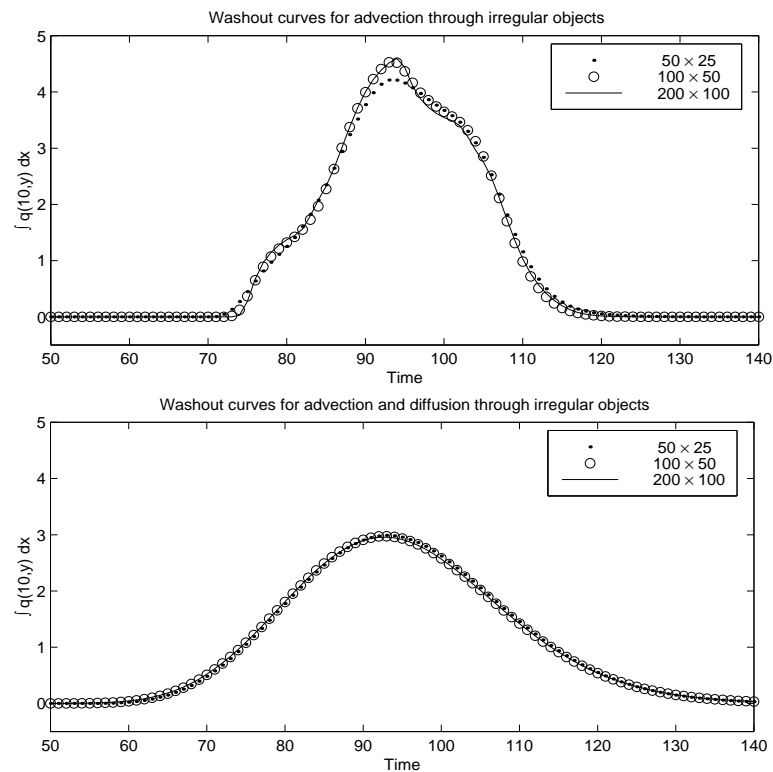 Washout curves for advection through irregular objects
5
4
3
2
1
0
∫ q(10,y) dx
50 × 25
100 × 50
200 × 100
50 60 70 80 90 100 110 120 130 140
Time
Washout curves for advection and diffusion through irregular objects
5
4
3
2
1
0
∫ q(10,y) dx
50 × 25
100 × 50
200 × 100
50 60 70 80 90 100 110 120 130 140
Time